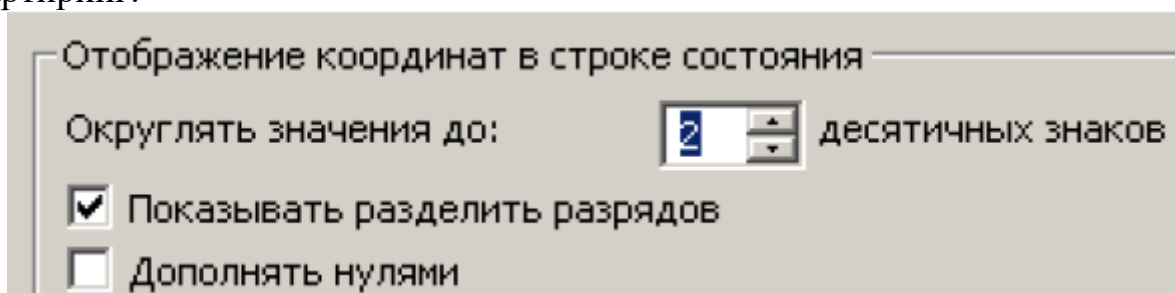 Отображение координат в строке состояния
Округлять значения до: 2 десятичных знаков
Показывать разделить разрядов
Дополнять нулями